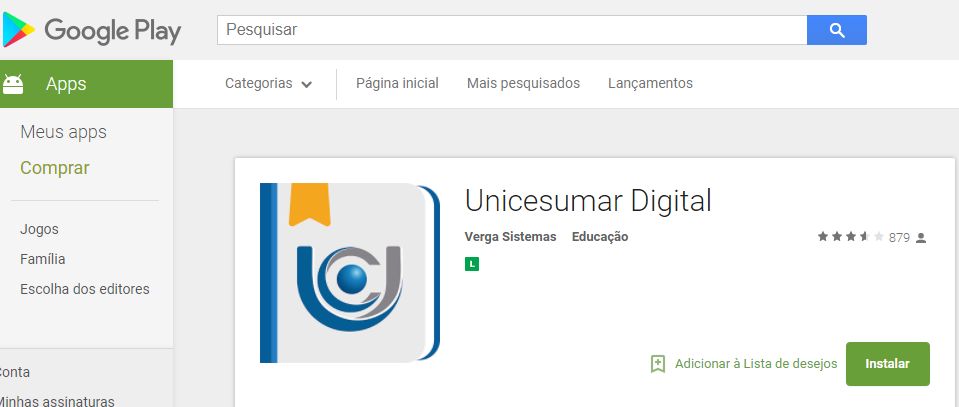 Google Play
Pesquisar
Apps
Categorias
Página inicial
Mais pesquisados
Lançamentos
Meus apps
Comprar
Jogos
Família
Escolha dos editores
Conta
Minhas assinaturas
Unicesumar Digital
Verga Sistemas Educação
879
L
Adicionar à Lista de desejos
Instalar